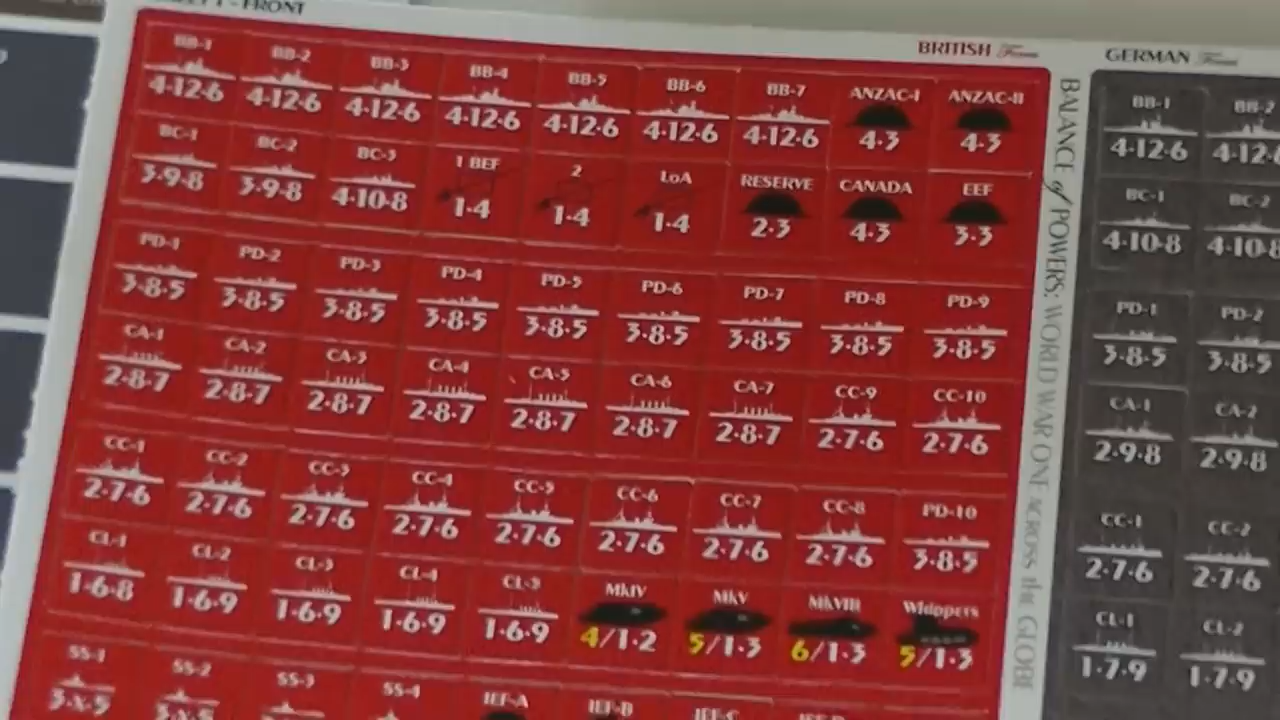 FRONT
BRITISH
GERMAN
BB-1 BB-2 BB-3 BB-4 BB-5 BB-6 BB-7 ANZAC-I ANZAC-II
4·12·6 4·12·6 4·12·6 4·12·6 4·12·6 4·12·6 4·12·6 4·3 4·3
BC-1 BC-2 BC-3 1 BEF 2 LoA RESERVE CANADA EEF
3·9·8 3·9·8 4·10·8 1·4 1·4 1·4 2·3 4·3 3·3
PD-1 PD-2 PD-3 PD-4 PD-5 PD-6 PD-7 PD-8 PD-9
3·8·5 3·8·5 3·8·5 3·8·5 3·8·5 3·8·5 3·8·5 3·8·5 3·8·5
CA-1 CA-2 CA-3 CA-4 CA-5 CA-6 CA-7 CC-9 CC-10
2·8·7 2·8·7 2·8·7 2·8·7 2·8·7 2·8·7 2·8·7 2·7·6 2·7·6
CC-1 CC-2 CC-3 CC-4 CC-5 CC-6 CC-7 CC-8 PD-10
2·7·6 2·7·6 2·7·6 2·7·6 2·7·6 2·7·6 2·7·6 2·7·6 3·8·5
CL-1 CL-2 CL-3 CL-4 MkIV MkV MkVIII Whippers
1·6·8 1·6·9 1·6·9 1·6·9 1·6·9 4/1·2 5/1·3 6/1·3 5/1·3
SS-1 SS-2 SS-3 SS-4 IEF-A IEF-B IEF-C
3·x·5 3·x·5
BALANCE of POWERS: WORLD WAR ONE ACROSS the GLOBE
BB-1 BB-2
4·12·6 4·12·6
BC-1 BC-2
4·10·8 4·10·8
PD-1 PD-2
3·8·5 3·8·5
CA-1 CA-2
2·9·8 2·9·8
CC-1 CC-2
2·7·6 2·7·6
CL-1 CL-2
1·7·9 1·7·9